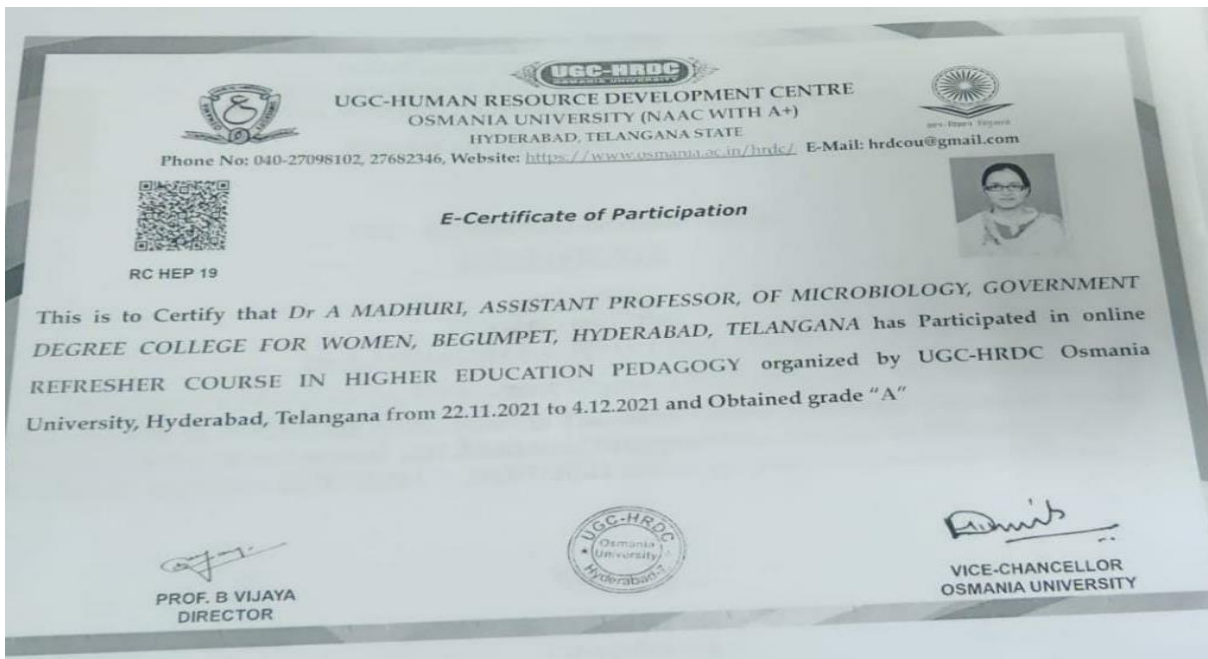 UGC-HRDC
OSMANIA UNIVERSITY
UGC-HUMAN RESOURCE DEVELOPMENT CENTRE
OSMANIA UNIVERSITY (NAAC WITH A+)
HYDERABAD, TELANGANA STATE
Phone No: 040-27098102, 27682346, Website: https://www.osmania.ac.in/hrdc/ E-Mail: hrdcou@gmail.com
E-Certificate of Participation
RC HEP 19
This is to Certify that Dr A MADHURI, ASSISTANT PROFESSOR, OF MICROBIOLOGY, GOVERNMENT
DEGREE COLLEGE FOR WOMEN, BEGUMPET, HYDERABAD, TELANGANA has Participated in online
REFRESHER COURSE IN HIGHER EDUCATION PEDAGOGY organized by UGC-HRDC Osmania
University, Hyderabad, Telangana from 22.11.2021 to 4.12.2021 and Obtained grade "A"
UGC-HRDC
Osmania
University
Hyderabad-7
PROF. B VIJAYA
DIRECTOR
VICE-CHANCELLOR
OSMANIA UNIVERSITY